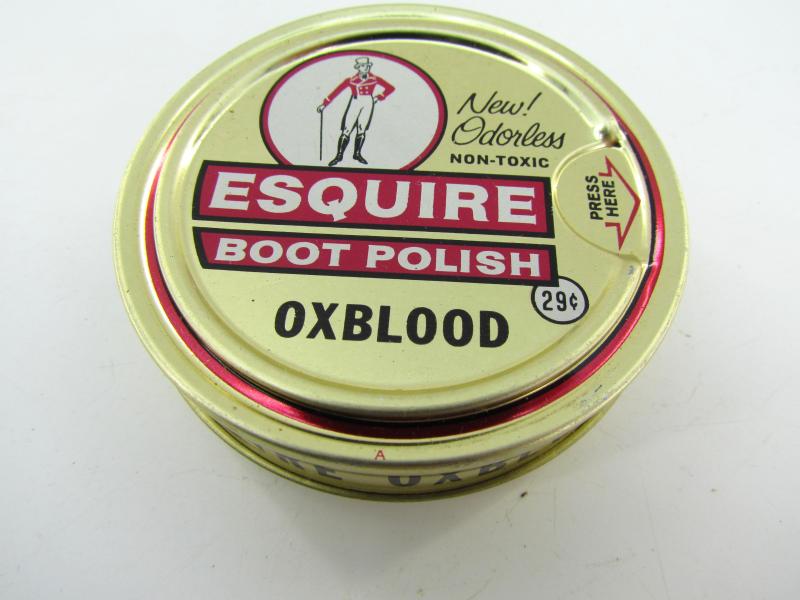 New!
Odorless
NON-TOXIC
PRESS
HERE
ESQUIRE
BOOT POLISH
29¢
OXBLOOD
A